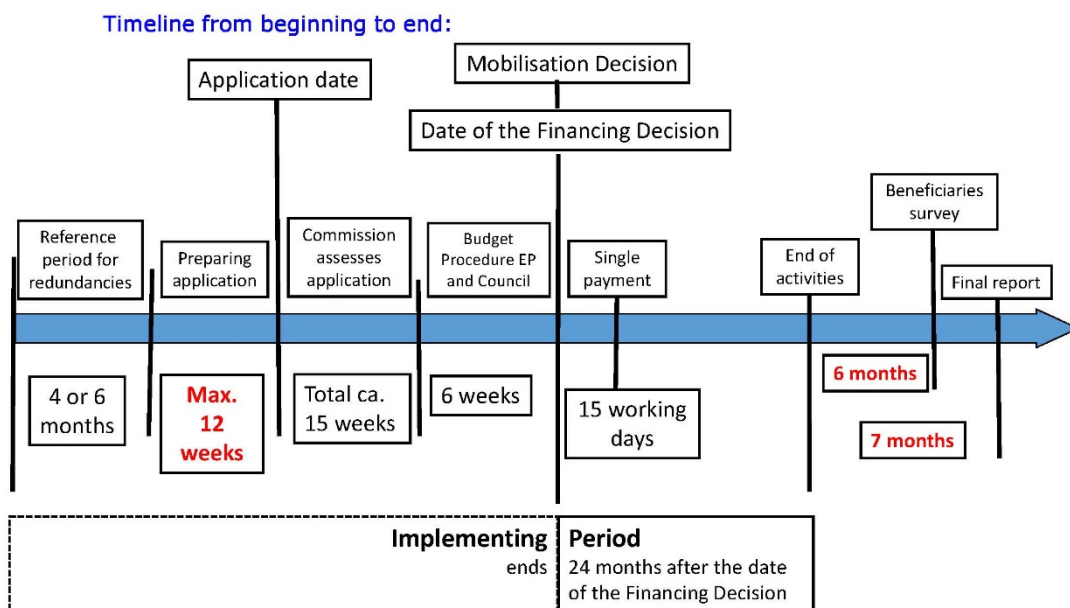 Timeline from beginning to end:
Application date
Mobilisation Decision
Date of the Financing Decision
Reference
period for
redundancies
Preparing
application
Commission
assesses
application
Budget
Procedure EP
and Council
Single
payment
End of
activities
Beneficiaries
survey
Final report
4 or 6
months
Max.
12
weeks
Total ca.
15 weeks
6 weeks
15 working
days
6 months
7 months
Implementing
ends
Period
24 months after the date
of the Financing Decision